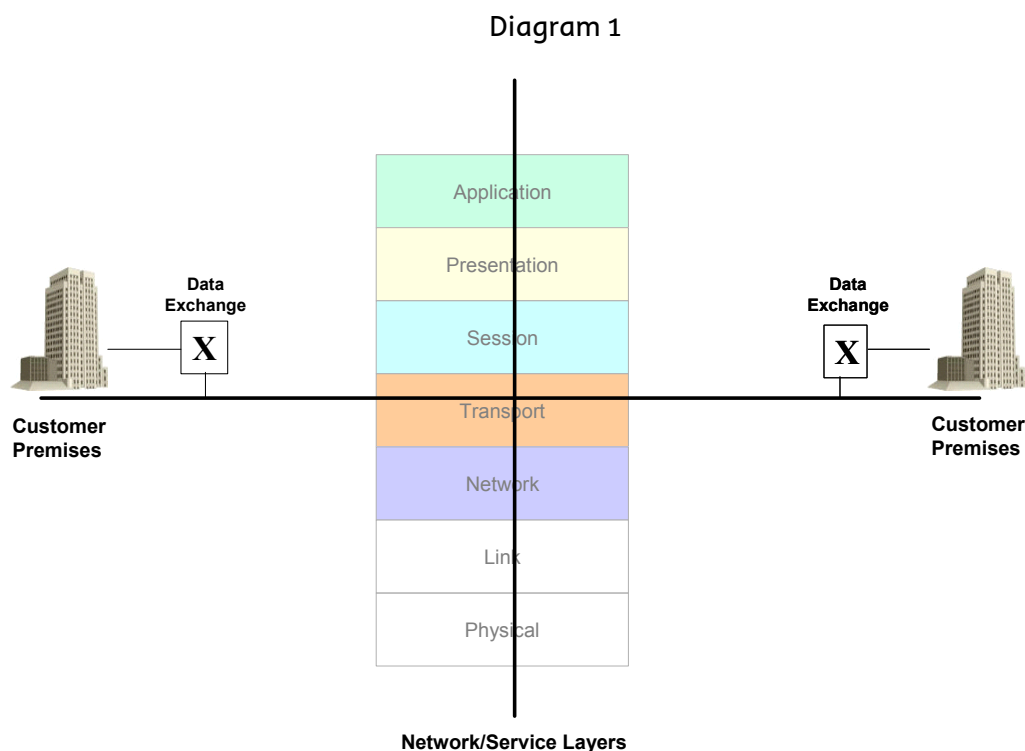 Diagram 1
Application
Presentation
Session
Transport
Network
Link
Physical
Data
Exchange
X
Customer
Premises
Data
Exchange
X
Customer
Premises
Network/Service Layers